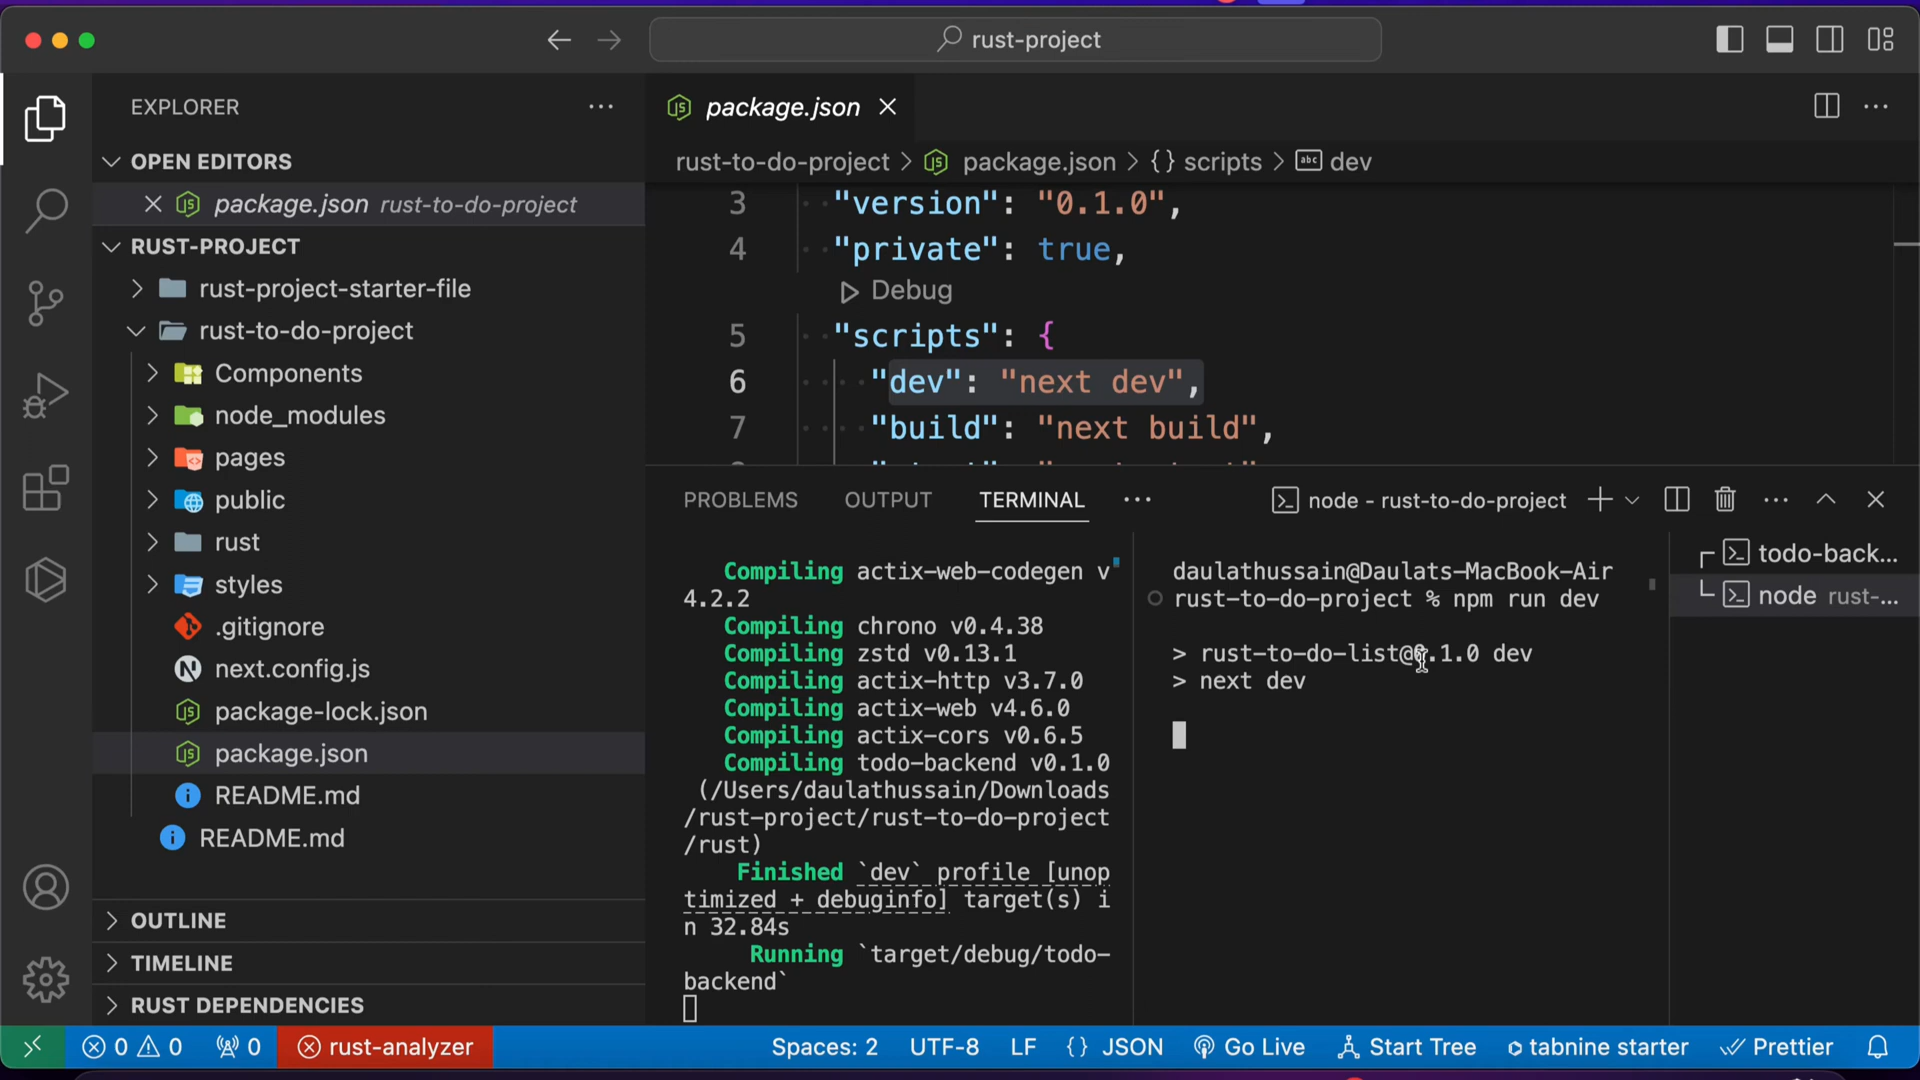 rust-project
EXPLORER
OPEN EDITORS
package.json rust-to-do-project
RUST-PROJECT
rust-project-starter-file
rust-to-do-project
Components
node_modules
pages
public
rust
styles
.gitignore
next.config.js
package-lock.json
package.json
README.md
README.md
OUTLINE
TIMELINE
RUST DEPENDENCIES
package.json
rust-to-do-project > package.json > {} scripts > abc dev
3 "version": "0.1.0",
4 "private": true,
Debug
5 "scripts": {
6 "dev": "next dev",
7 "build": "next build",
PROBLEMS OUTPUT TERMINAL
node - rust-to-do-project
Compiling actix-web-codegen v
4.2.2
Compiling chrono v0.4.38
Compiling zstd v0.13.1
Compiling actix-http v3.7.0
Compiling actix-web v4.6.0
Compiling actix-cors v0.6.5
Compiling todo-backend v0.1.0
(/Users/daulathussain/Downloads
/rust-project/rust-to-do-project
/rust)
Finished `dev` profile [unop
timized + debuginfo] target(s) i
n 32.84s
Running `target/debug/todo-
backend`
daulathussain@Daulats-MacBook-Air
rust-to-do-project % npm run dev
> rust-to-do-list@0.1.0 dev
> next dev
todo-back...
node rust-...
0 0 0 rust-analyzer Spaces: 2 UTF-8 LF {} JSON Go Live Start Tree tabnine starter Prettier